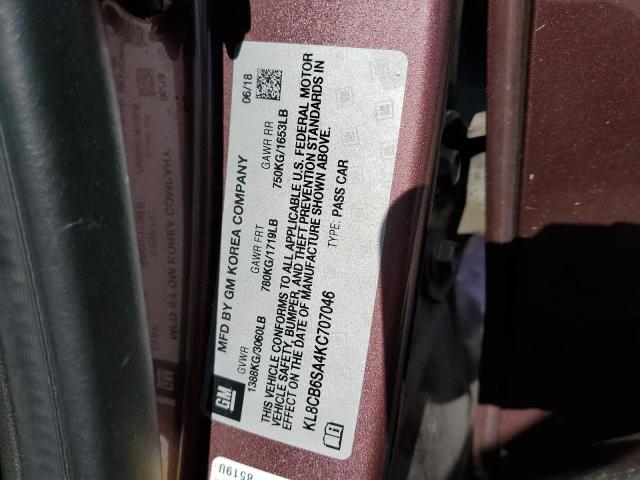 GM
MFD BY GM KOREA COMPANY
06/18
GVWR GAWR FRT GAWR RR
1388KG/3060LB 780KG/1719LB 750KG/1653LB
THIS VEHICLE CONFORMS TO ALL APPLICABLE U.S. FEDERAL MOTOR
VEHICLE SAFETY, BUMPER, AND THEFT PREVENTION STANDARDS IN
EFFECT ON THE DATE OF MANUFACTURE SHOWN ABOVE.
KL8CB6SA4KC707046 TYPE: PASS CAR
8519U